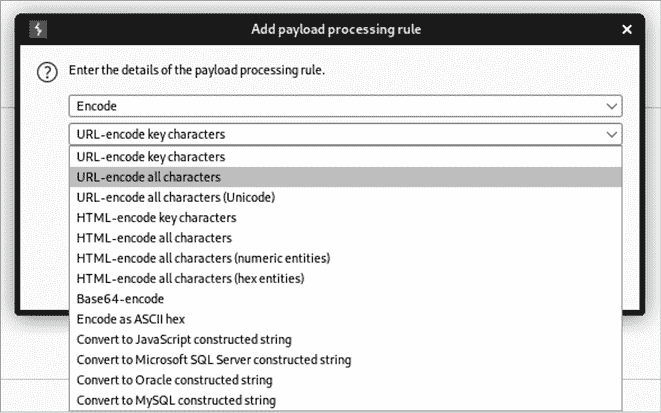 Add payload processing rule
Enter the details of the payload processing rule.
Encode
URL-encode key characters
URL-encode key characters
URL-encode all characters
URL-encode all characters (Unicode)
HTML-encode key characters
HTML-encode all characters
HTML-encode all characters (numeric entities)
HTML-encode all characters (hex entities)
Base64-encode
Encode as ASCII hex
Convert to JavaScript constructed string
Convert to Microsoft SQL Server constructed string
Convert to Oracle constructed string
Convert to MySQL constructed string